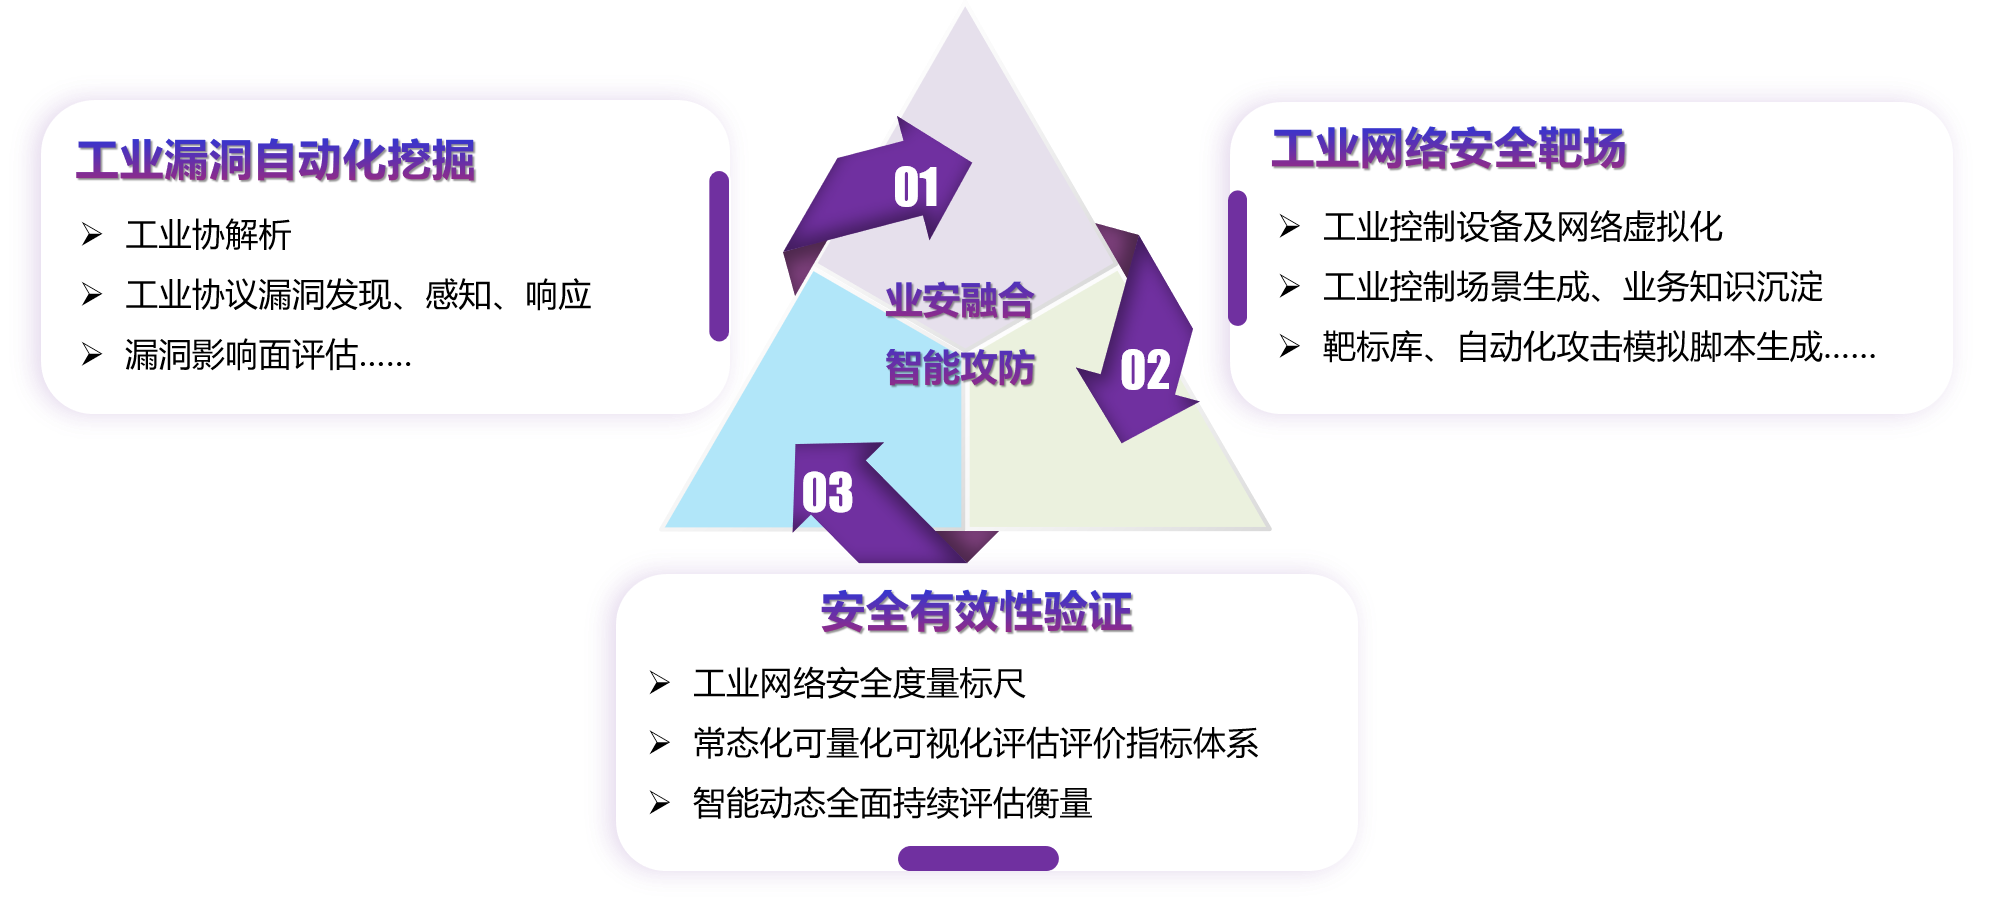 工业漏洞自动化挖掘
工业协解析
工业协议漏洞发现、感知、响应
漏洞影响面评估......
01
业安融合
智能攻防
02
03
工业网络安全靶场
工业控制设备及网络虚拟化
工业控制场景生成、业务知识沉淀
靶标库、自动化攻击模拟脚本生成......
安全有效性验证
工业网络安全度量标尺
常态化可量化可视化评估评价指标体系
智能动态全面持续评估衡量